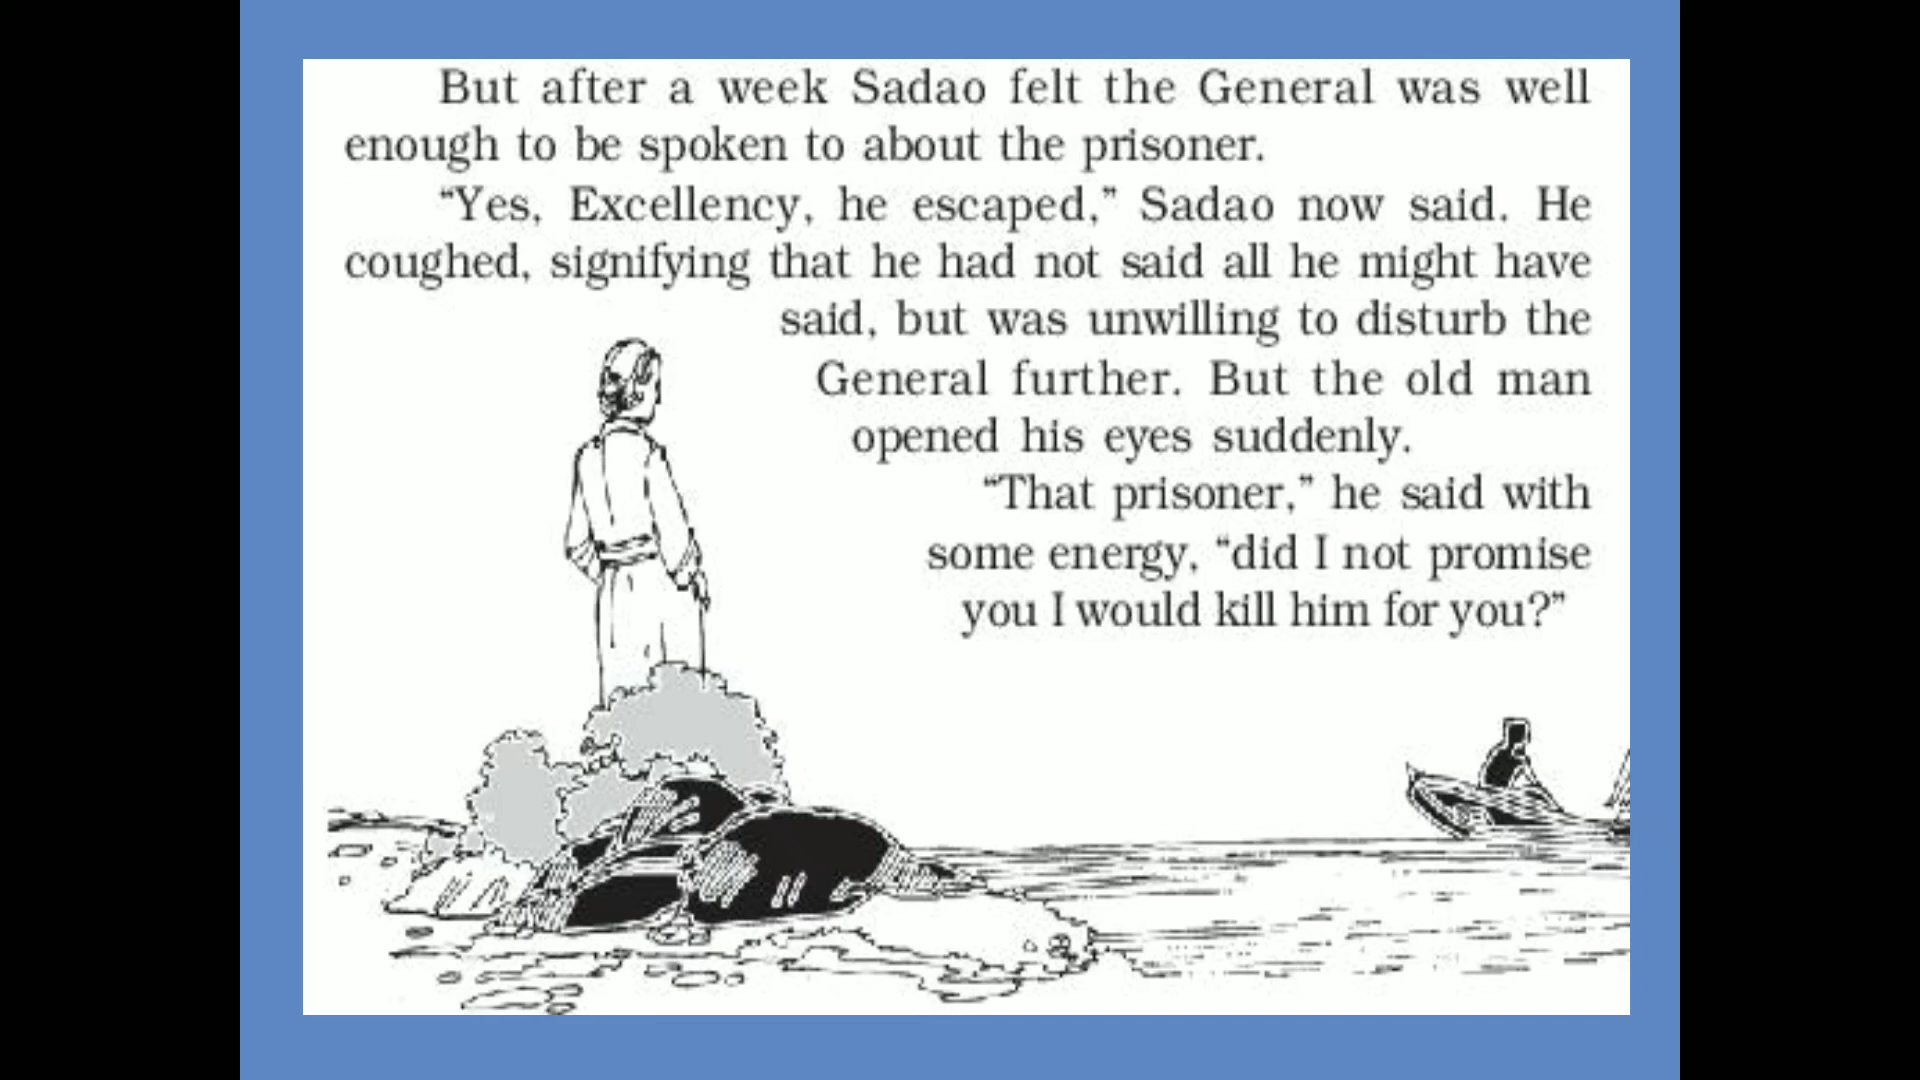 But after a week Sadao felt the General was well
enough to be spoken to about the prisoner.
“Yes, Excellency, he escaped,” Sadao now said. He
coughed, signifying that he had not said all he might have
said, but was unwilling to disturb the
General further. But the old man
opened his eyes suddenly.
“That prisoner,” he said with
some energy, “did I not promise
you I would kill him for you?”